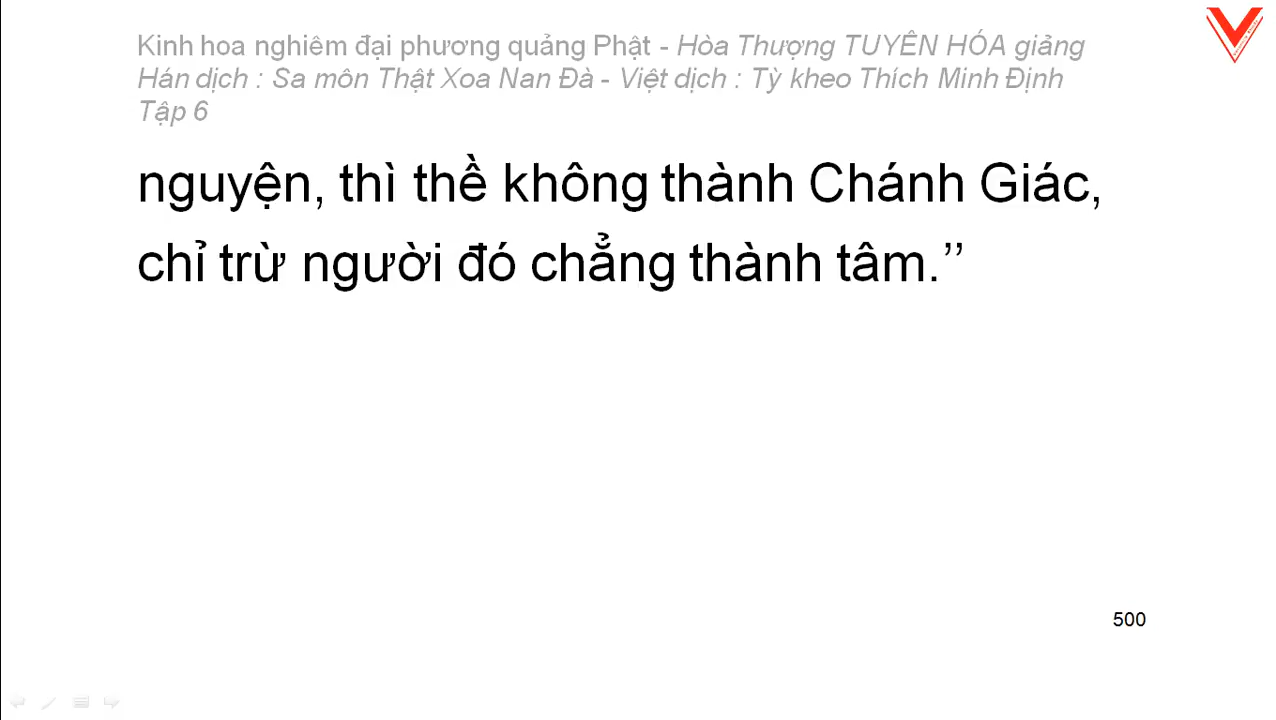 Kinh hoa nghiêm đại phương quảng Phật - Hòa Thượng TUYÊN HÓA giảng
Hán dịch : Sa môn Thật Xoa Nan Đà - Việt dịch : Tỳ kheo Thích Minh Định
Tập 6
nguyện, thì thề không thành Chánh Giác,
chỉ trừ người đó chẳng thành tâm.’’
500